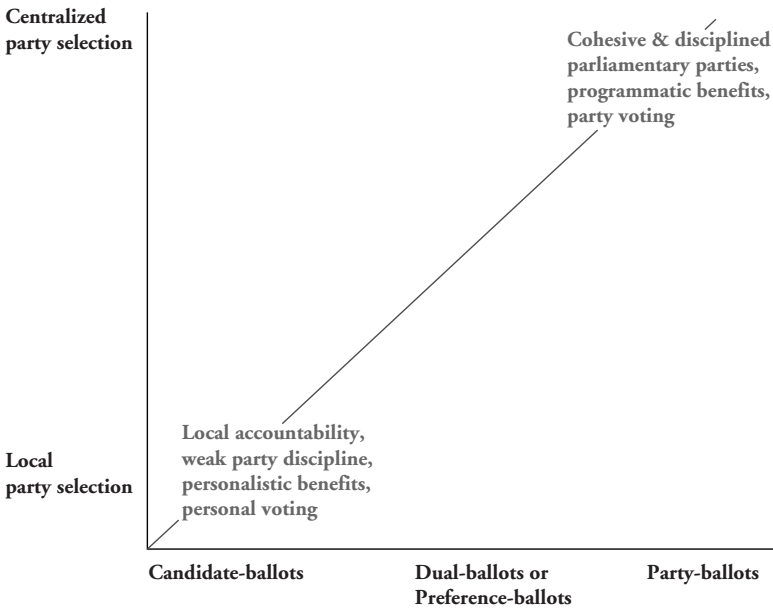 Centralized
party selection
Cohesive & disciplined
parliamentary parties,
programmatic benefits,
party voting
Local accountability,
weak party discipline,
personalistic benefits,
personal voting
Local
party selection
Candidate-ballots
Dual-ballots or
Preference-ballots
Party-ballots